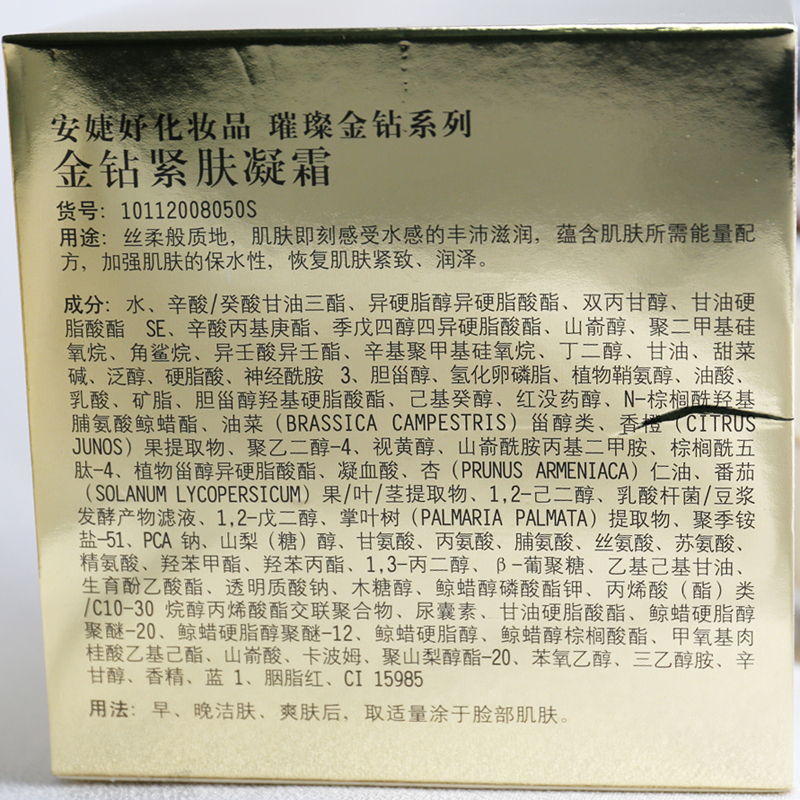 安婕妤化妆品 璀璨金钻系列
金钻紧肤凝霜
货号：10112008050S
用途：丝柔般质地，肌肤即刻感受水感的丰沛滋润，蕴含肌肤所需能量配
方，加强肌肤的保水性，恢复肌肤紧致、润泽。
成分：水、辛酸/癸酸甘油三酯、异硬脂醇异硬脂酸酯、双丙甘醇、甘油硬
脂酸酯 SE、辛酸丙基庚酯、季戊四醇四异硬脂酸酯、山嵛醇、聚二甲基硅
氧烷、角鲨烷、异壬酸异壬酯、辛基聚甲基硅氧烷、丁二醇、甘油、甜菜
碱、泛醇、硬脂酸、神经酰胺 3、胆甾醇、氢化卵磷脂、植物鞘氨醇、油酸、
乳酸、矿脂、胆甾醇羟基硬脂酸酯、己基癸醇、红没药醇、N-棕榈酰羟基
脯氨酸鲸蜡酯、油菜（BRASSICA CAMPESTRIS）甾醇类、香橙（CITRUS
JUNOS）果提取物、聚乙二醇-4、视黄醇、山嵛酰胺丙基二甲胺、棕榈酰五
肽-4、植物甾醇异硬脂酸酯、凝血酸、杏（PRUNUS ARMENIACA）仁油、番茄
（SOLANUM LYCOPERSICUM）果/叶/茎提取物、1,2-己二醇、乳酸杆菌/豆浆
发酵产物滤液、1,2-戊二醇、掌叶树（PALMARIA PALMATA）提取物、聚季铵
盐-51、PCA 钠、山梨（糖）醇、甘氨酸、丙氨酸、脯氨酸、丝氨酸、苏氨酸、
精氨酸、羟苯甲酯、羟苯丙酯、1,3-丙二醇、β-葡聚糖、乙基己基甘油、
生育酚乙酸酯、透明质酸钠、木糖醇、鲸蜡醇磷酸酯钾、丙烯酸（酯）类
/C10-30 烷醇丙烯酸酯交联聚合物、尿囊素、甘油硬脂酸酯、鲸蜡硬脂醇
聚醚-20、鲸蜡硬脂醇聚醚-12、鲸蜡硬脂醇、鲸蜡醇棕榈酸酯、甲氧基肉
桂酸乙基己酯、山嵛酸、卡波姆、聚山梨醇酯-20、苯氧乙醇、三乙醇胺、辛
甘醇、香精、蓝 1、胭脂红、CI 15985
用法：早、晚洁肤、爽肤后，取适量涂于脸部肌肤。